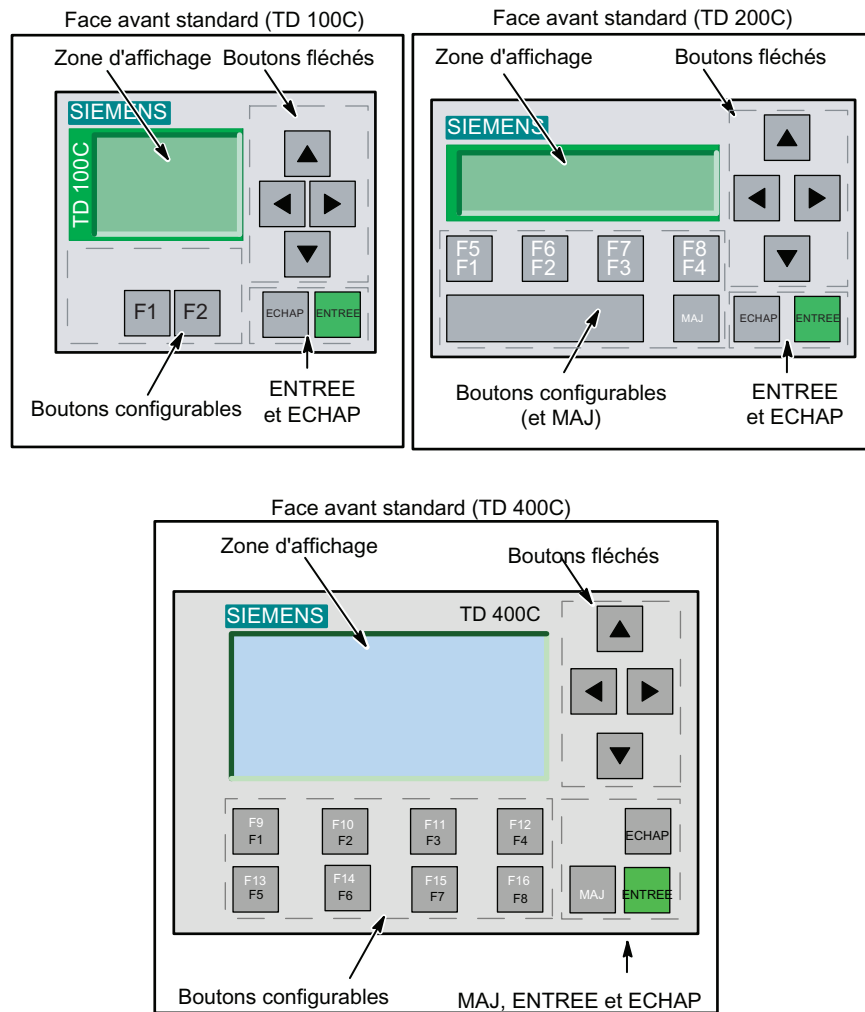 Face avant standard (TD 100C)
Zone d'affichage
Boutons fléchés
SIEMENS
TD 100C
F1
F2
ECHAP
ENTREE
Boutons configurables
ENTREE
et ECHAP
Face avant standard (TD 200C)
Zone d'affichage
Boutons fléchés
SIEMENS
F5
F1
F6
F2
F7
F3
F8
F4
MAJ
ECHAP
ENTREE
Boutons configurables
(et MAJ)
ENTREE
et ECHAP
Face avant standard (TD 400C)
Zone d'affichage
Boutons fléchés
SIEMENS
TD 400C
F9
F1
F10
F2
F11
F3
F12
F4
ECHAP
F13
F5
F14
F6
F15
F7
F16
F8
MAJ
ENTREE
Boutons configurables
MAJ, ENTREE et ECHAP